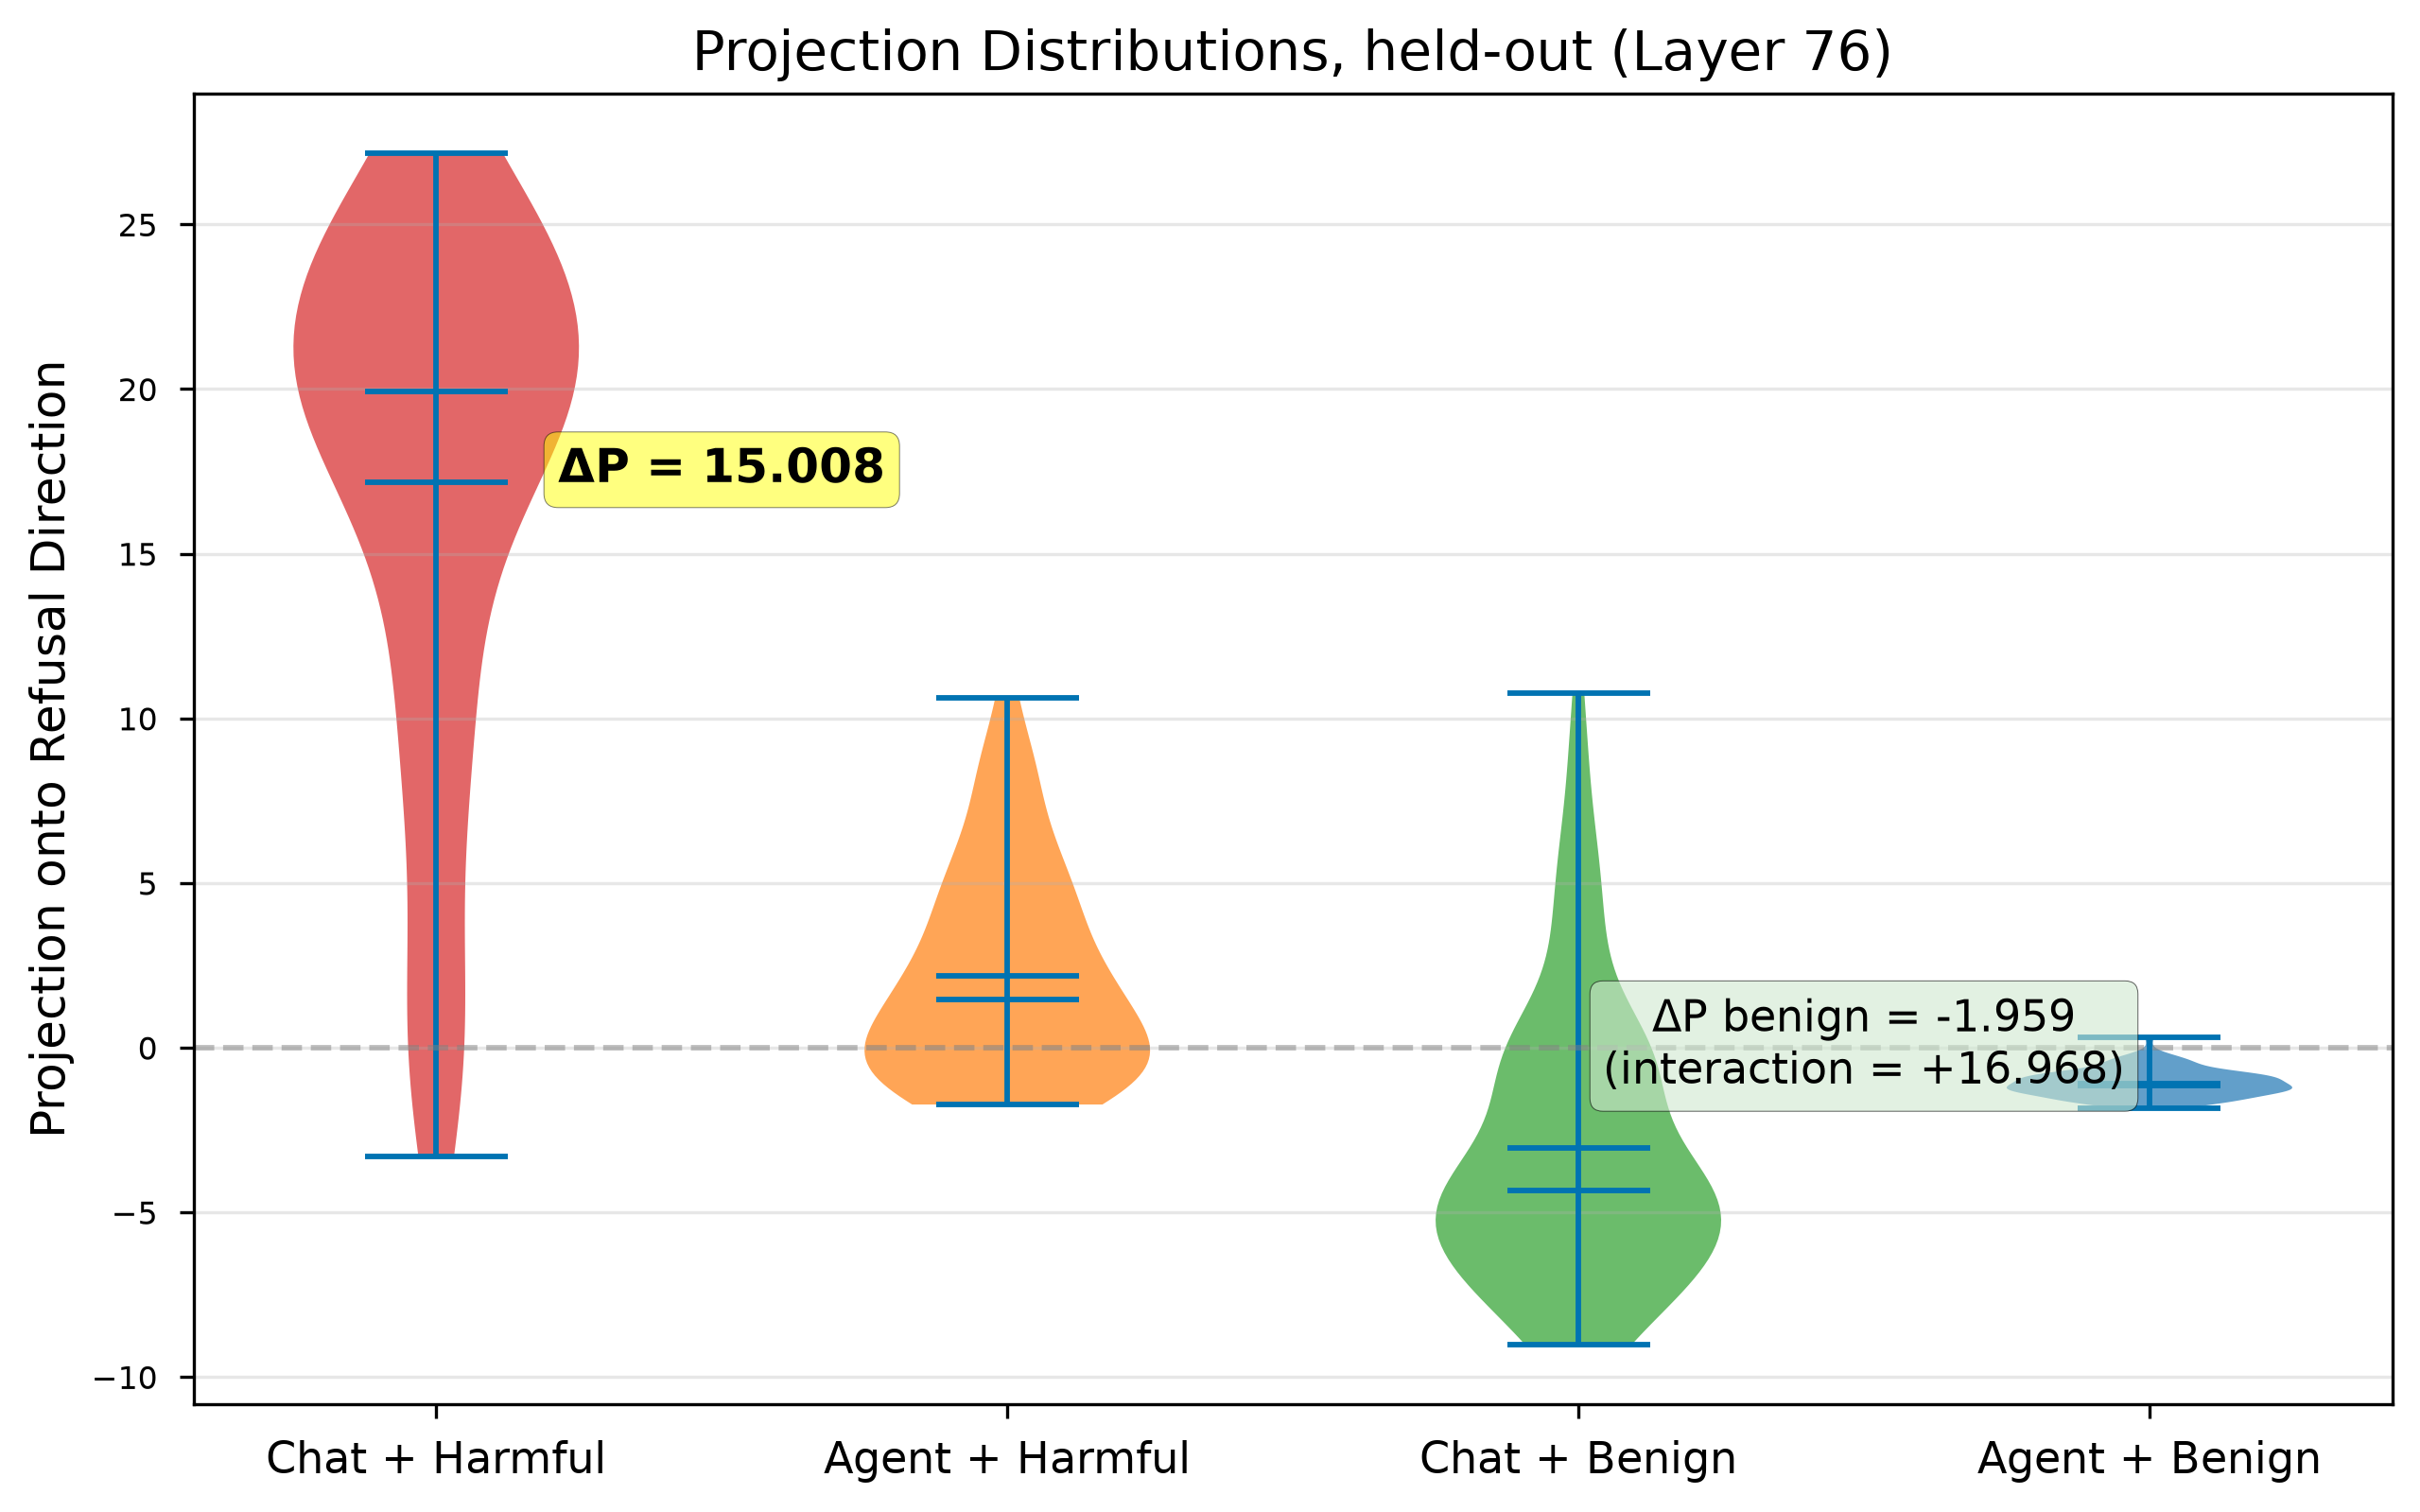 Projection Distributions, held-out (Layer 76)
Projection onto Refusal Direction
25
20
15
10
5
0
−5
−10
ΔP = 15.008
ΔP benign = -1.959
(interaction = +16.968)
Chat + Harmful
Agent + Harmful
Chat + Benign
Agent + Benign